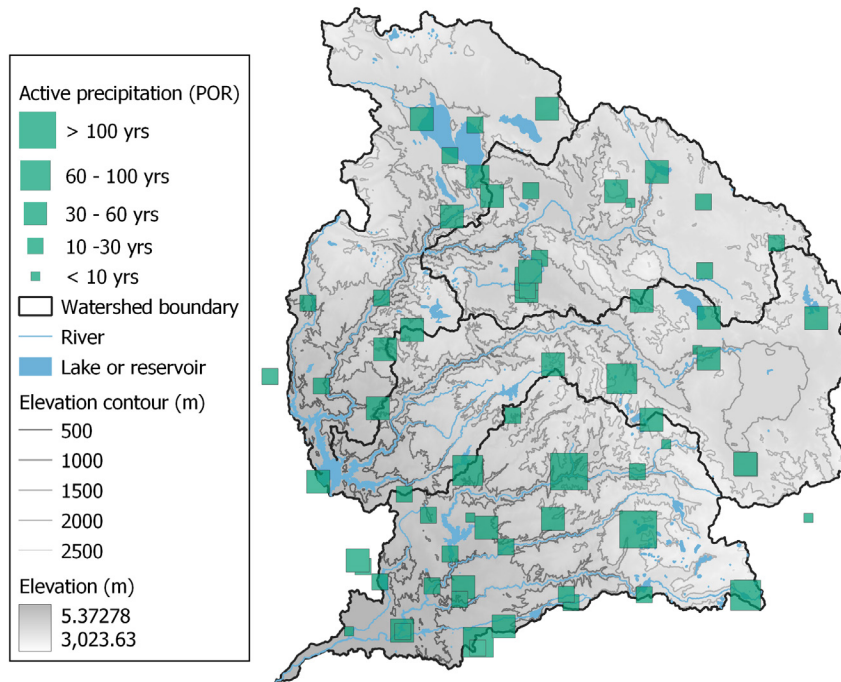 Active precipitation (POR)
> 100 yrs
60 - 100 yrs
30 - 60 yrs
10 -30 yrs
< 10 yrs
Watershed boundary
River
Lake or reservoir
Elevation contour (m)
500
1000
1500
2000
2500
Elevation (m)
5.37278
3,023.63